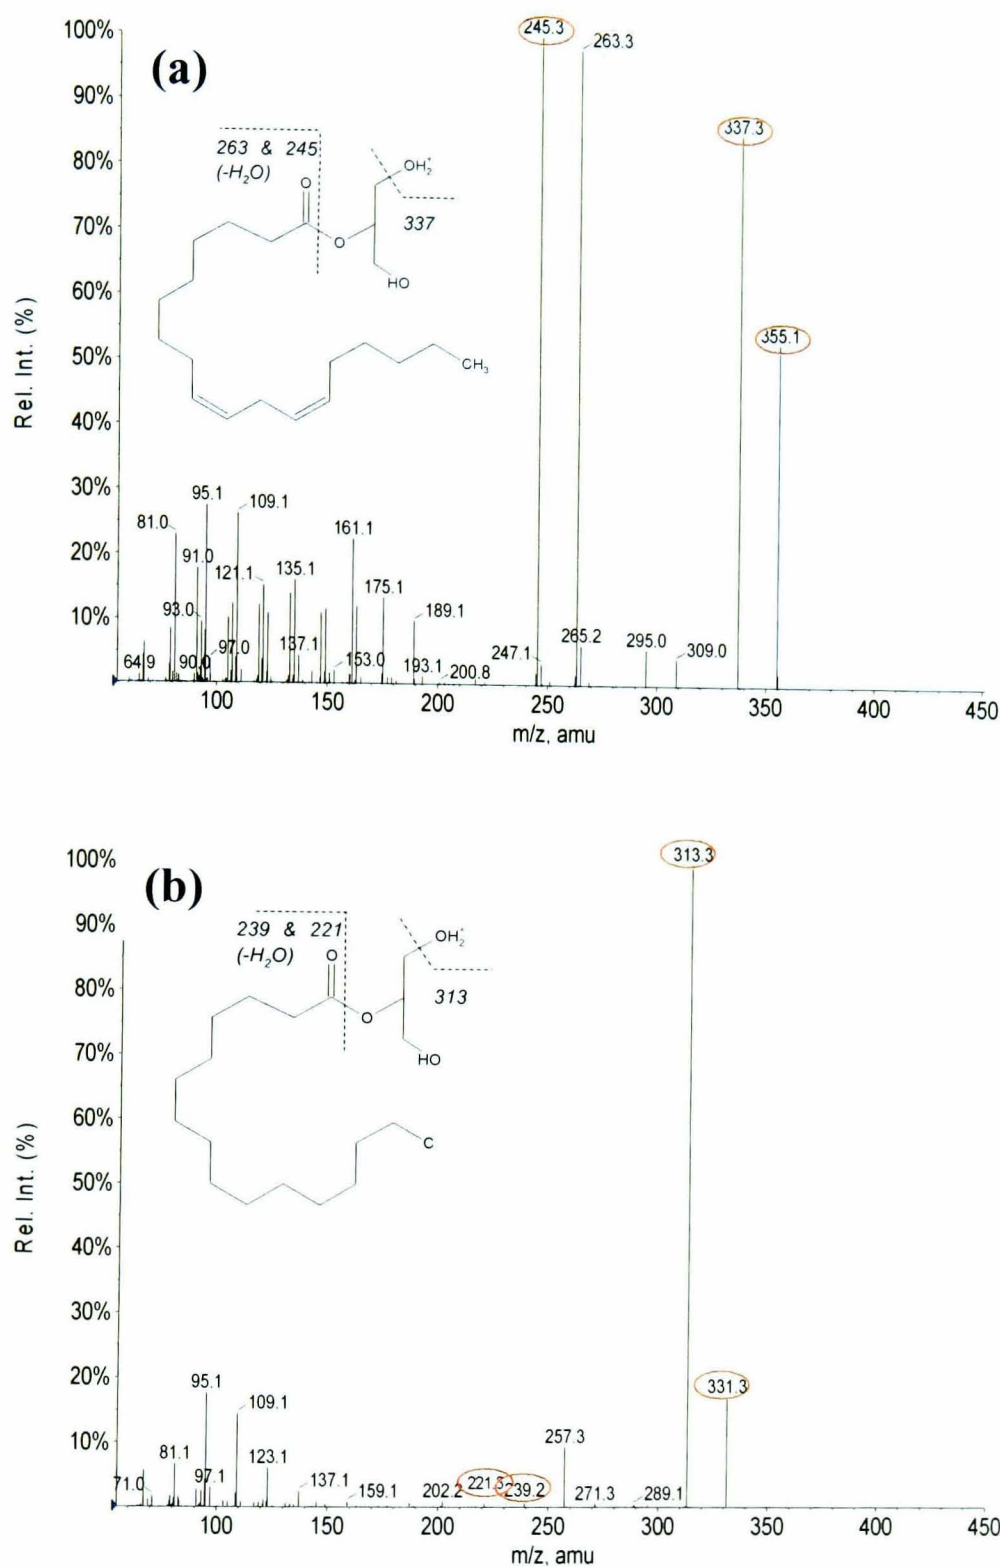 100%
(a)
245.3
263.3
90%
337.3
263 & 245
(-H₂O)
OH₂⁺
80%
O
337
70%
O
HO
60%
355.1
50%
CH₃
40%
Rel. Int. (%)
30%
95.1
109.1
81.0
161.1
20%
91.0
121.1
135.1
175.1
93.0
189.1
10%
97.0
137.1
153.0
193.1
247.1
265.2
295.0
309.0
64.9
90.0
200.8
100 150 200 250 300 350 400 450
m/z, amu
100%
(b)
313.3
90%
239 & 221
(-H₂O)
OH₂⁺
O
80%
313
O
70%
HO
60%
C
50%
Rel. Int. (%)
40%
30%
20%
95.1
331.3
109.1
10%
257.3
81.1
123.1
71.0
97.1
137.1
159.1
202.2
221.3
239.2
271.3
289.1
100 150 200 250 300 350 400 450
m/z, amu